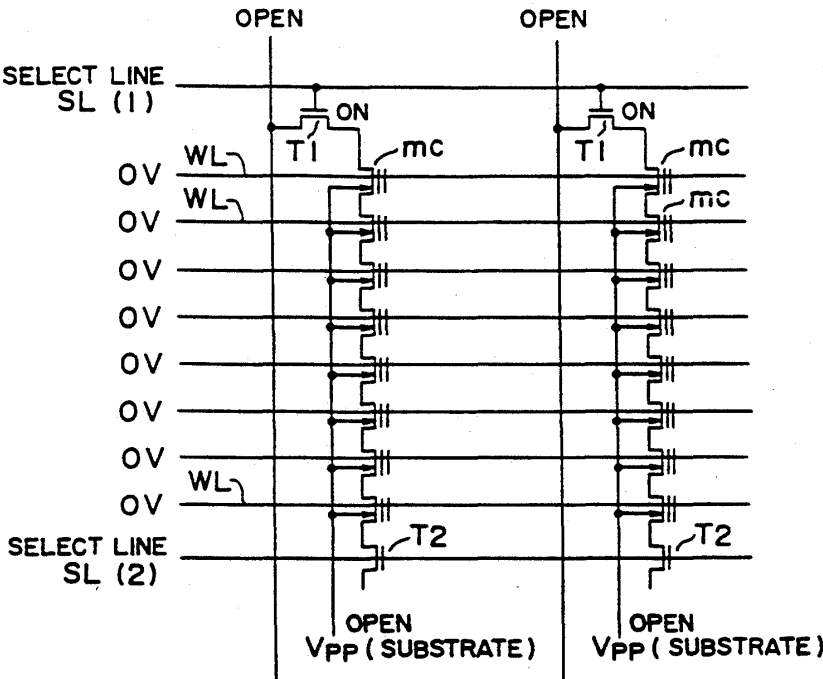 OPEN OPEN
SELECT LINE
SL (1)
ON ON
T1 T1
mc mc
WL
0V
WL mc
0V
0V
0V
0V
0V
0V
WL
0V
T2 T2
SELECT LINE
SL (2)
OPEN OPEN
VPP (SUBSTRATE) VPP (SUBSTRATE)